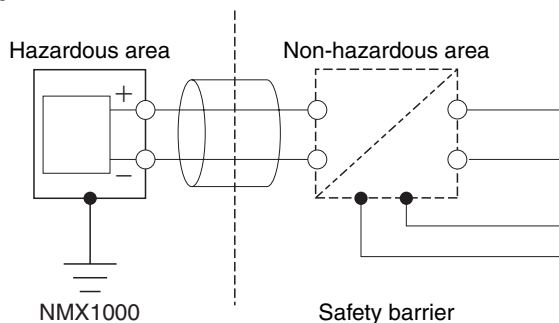 Hazardous area
Non-hazardous area
+
−
NMX1000
Safety barrier